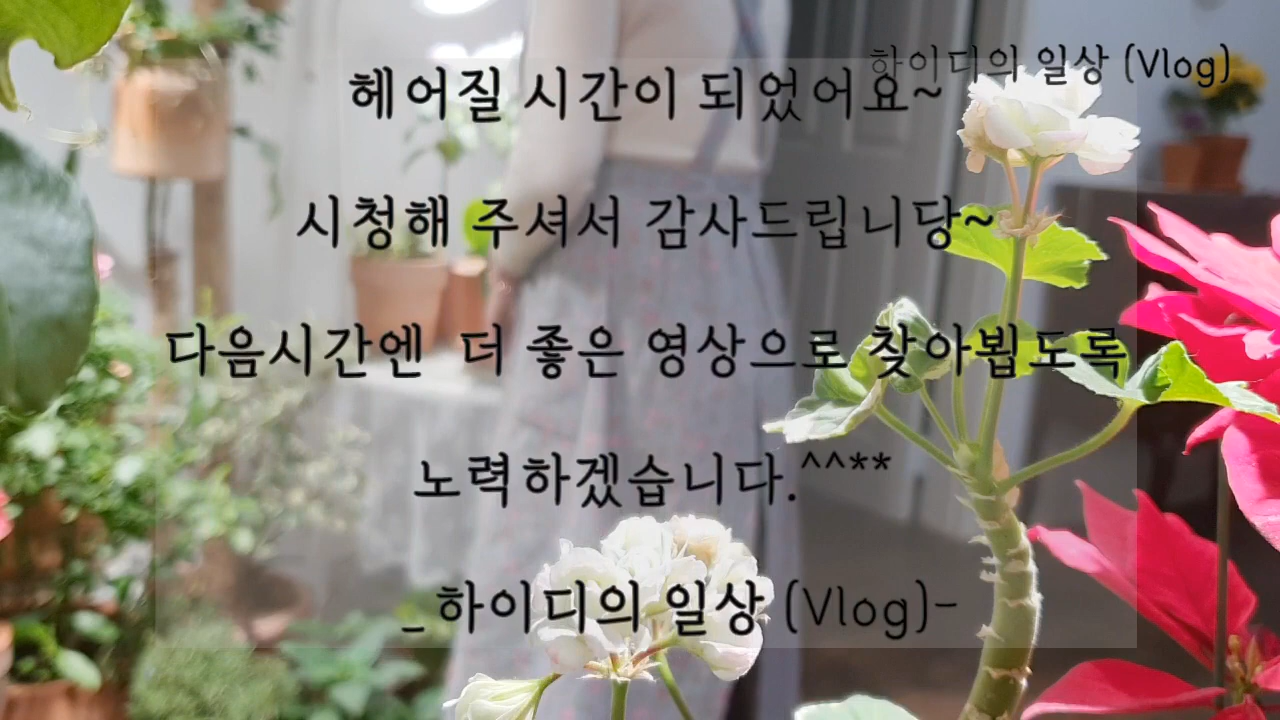 하이디의 일상 (Vlog)
헤어질 시간이 되었어요~
시청해 주셔서 감사드립니당~
다음시간엔 더 좋은 영상으로 찾아뵙도록
노력하겠습니다.^^**
_하이디의 일상 (Vlog)-